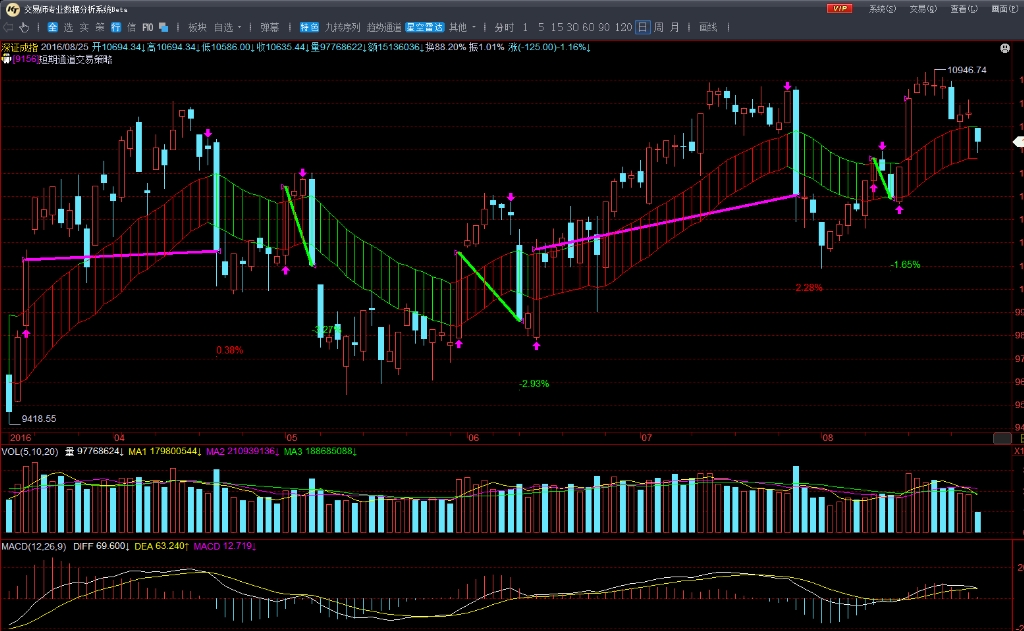 交易师专业数据分析系统Beta VIP 系统(S) 交易(G) 查看(L) 画面(P)
全 选 卖 策 行 信 F10 板块 自选 弹幕 特色 九转序列 趋势通道 星空雷达 其他 分时 1 5 15 30 60 90 120 日 周 月 画线
深证成指 2016/08/25 开10694.34↓高10694.34↓低10586.00↓收10635.44↓量97768622↓额15136036↓换88.20% 振1.01% 涨(-125.00)-1.16%↓
[9156]短期通道交易策略
10946.74
-1.65%
2.28%
-3.27%
0.38%
-2.93%
9418.55
2016 04 05 06 07 08
VOL(5,10,20) 量 97768624↓ MA1 179800544↓ MA2 210939136↓ MA3 188685088↓
X1
MACD(12,26,9) DIFF 69.600↓ DEA 63.240↑ MACD 12.719↓